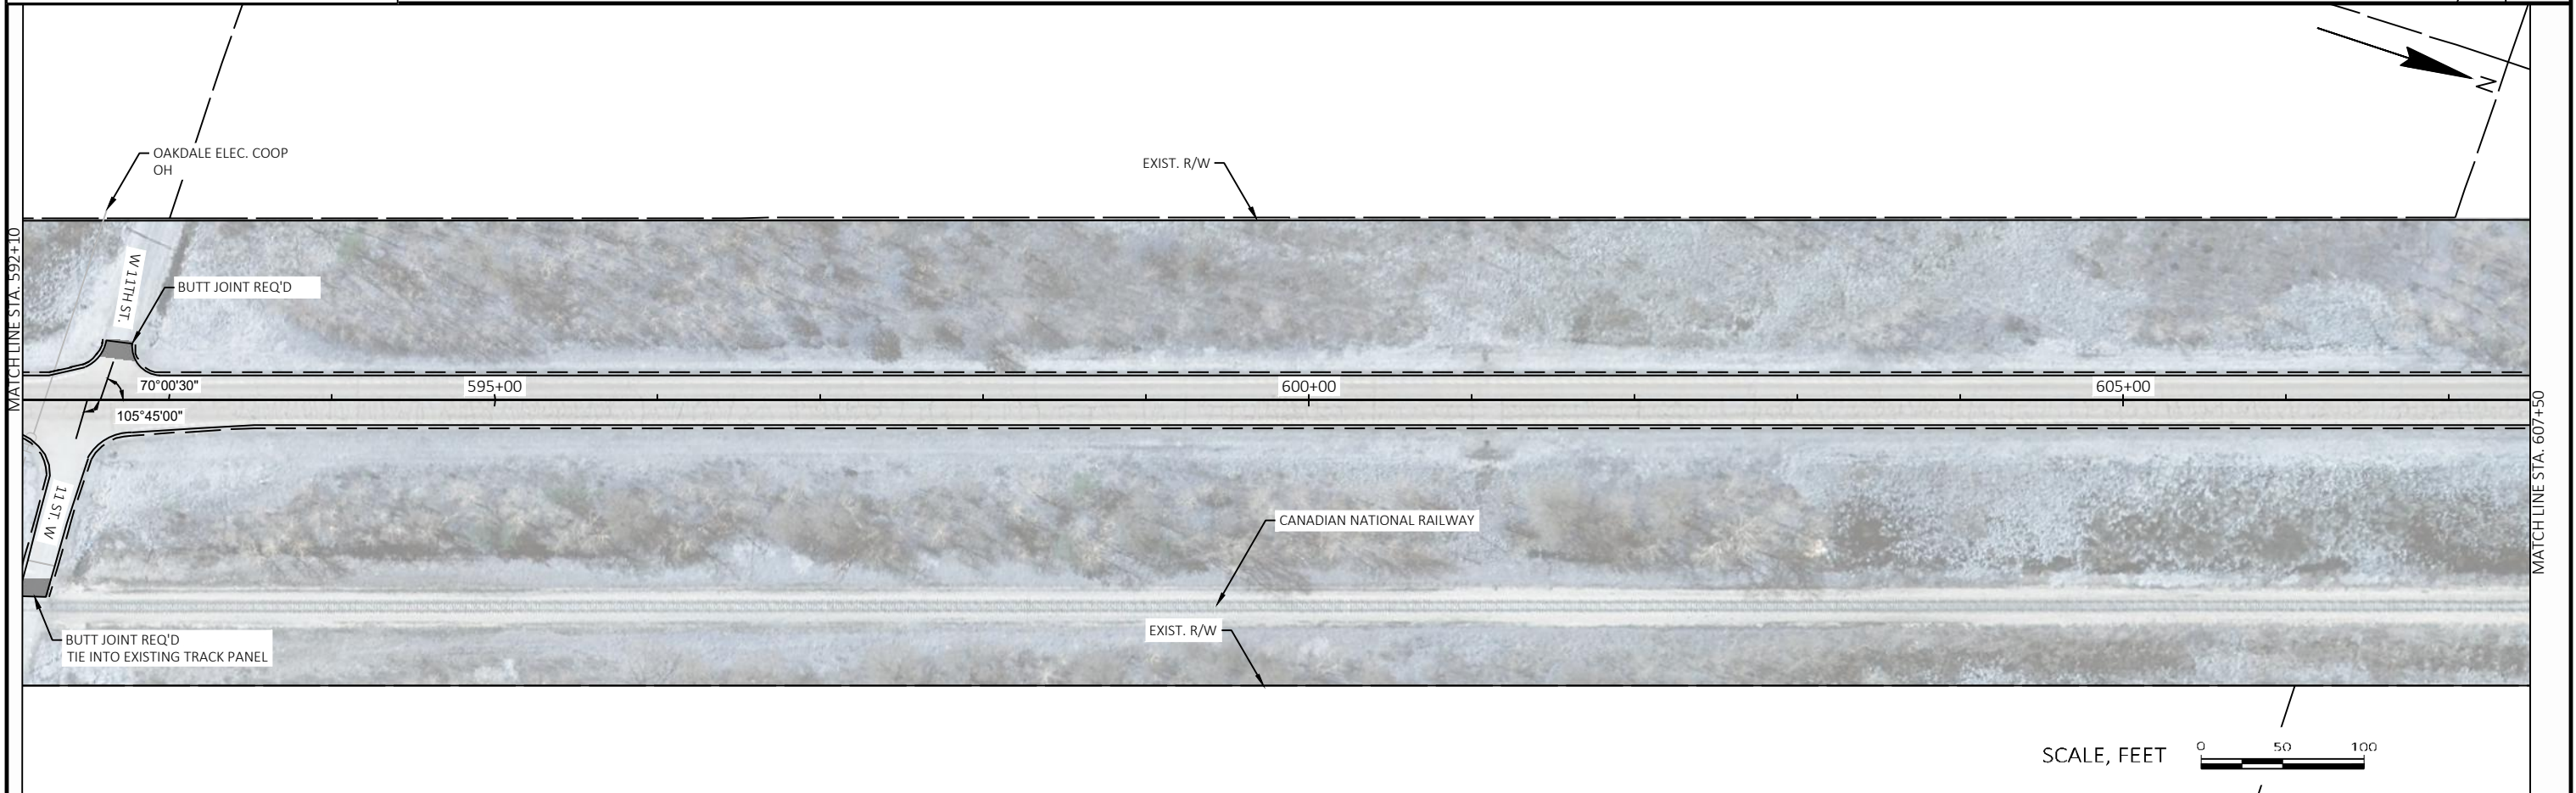 N
OAKDALE ELEC. COOP
OH
EXIST. R/W
MATCH LINE STA. 592+10
W 11TH ST.
BUTT JOINT REQ'D
70°00'30"
595+00
600+00
605+00
105°45'00"
MATCH LINE STA. 607+50
11 ST. W
CANADIAN NATIONAL RAILWAY
BUTT JOINT REQ'D
TIE INTO EXISTING TRACK PANEL
EXIST. R/W
SCALE, FEET
0 50 100